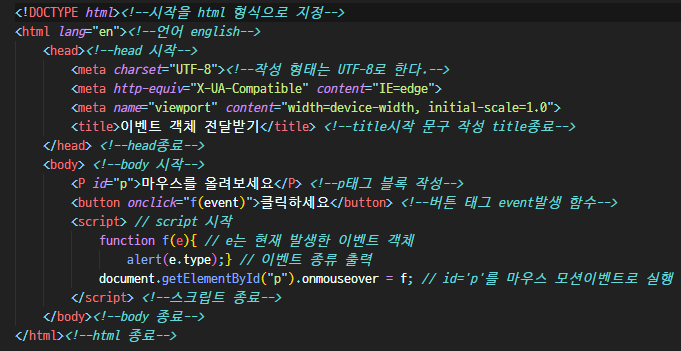 <!DOCTYPE html><!--시작을 html 형식으로 지정-->
<html lang="en"><!--언어 english-->
<head><!--head 시작-->
<meta charset="UTF-8"><!--작성 형태는 UTF-8로 한다.-->
<meta http-equiv="X-UA-Compatible" content="IE=edge">
<meta name="viewport" content="width=device-width, initial-scale=1.0">
<title>이벤트 객체 전달받기</title> <!--title시작 문구 작성 title종료-->
</head> <!--head종료-->
<body> <!--body 시작-->
<P id="p">마우스를 올려보세요</P> <!--p태그 블록 작성-->
<button onclick="f(event)">클릭하세요</button> <!--버튼 태그 event발생 함수-->
<script> // script 시작
function f(e){ // e는 현재 발생한 이벤트 객체
alert(e.type);} // 이벤트 종류 출력
document.getElementById("p").onmouseover = f; // id='p'를 마우스 모션이벤트로 실행
</script> <!--스크립트 종료-->
</body><!--body 종료-->
</html><!--html 종료-->